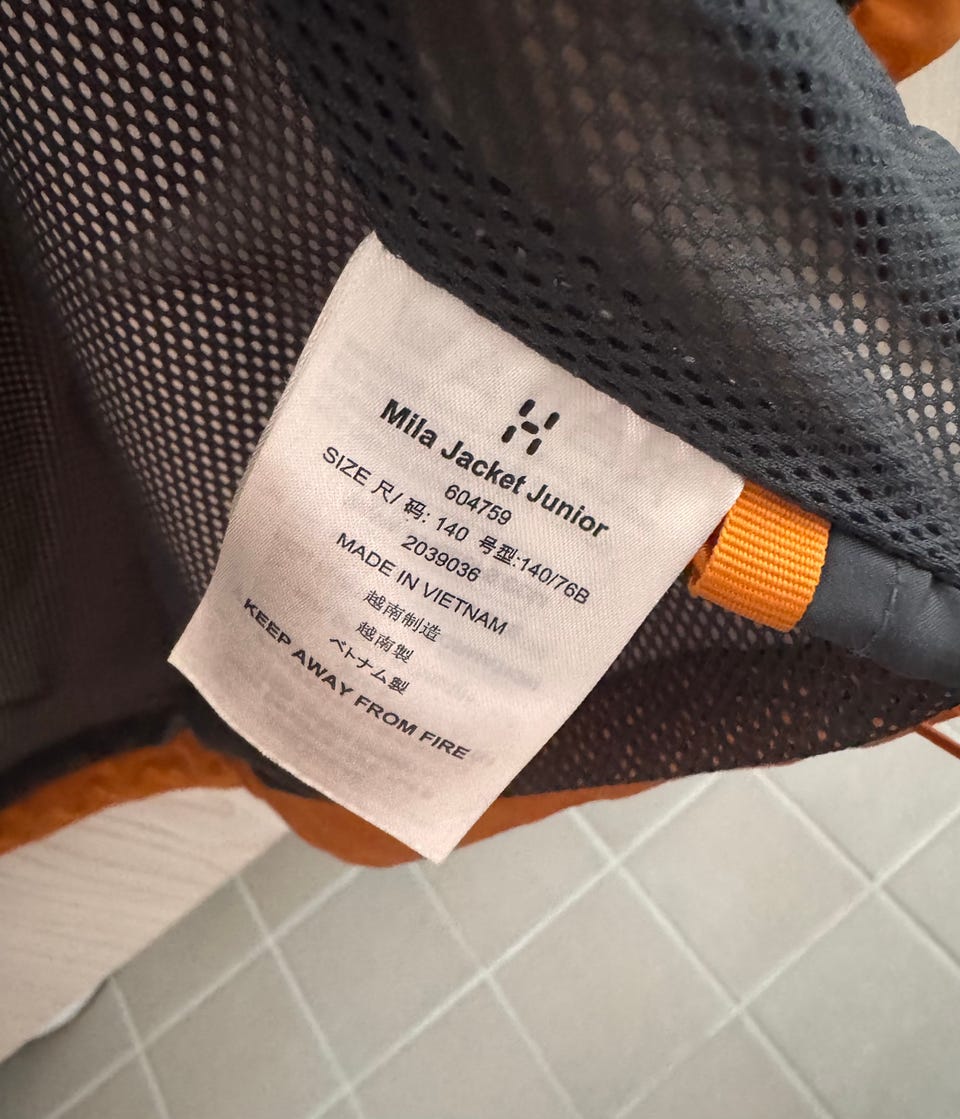 Mila Jacket Junior
604759
SIZE 尺/ 码: 140 号型:140/76B
2039036
MADE IN VIETNAM
越南制造
越南製
ベトナム製
KEEP AWAY FROM FIRE